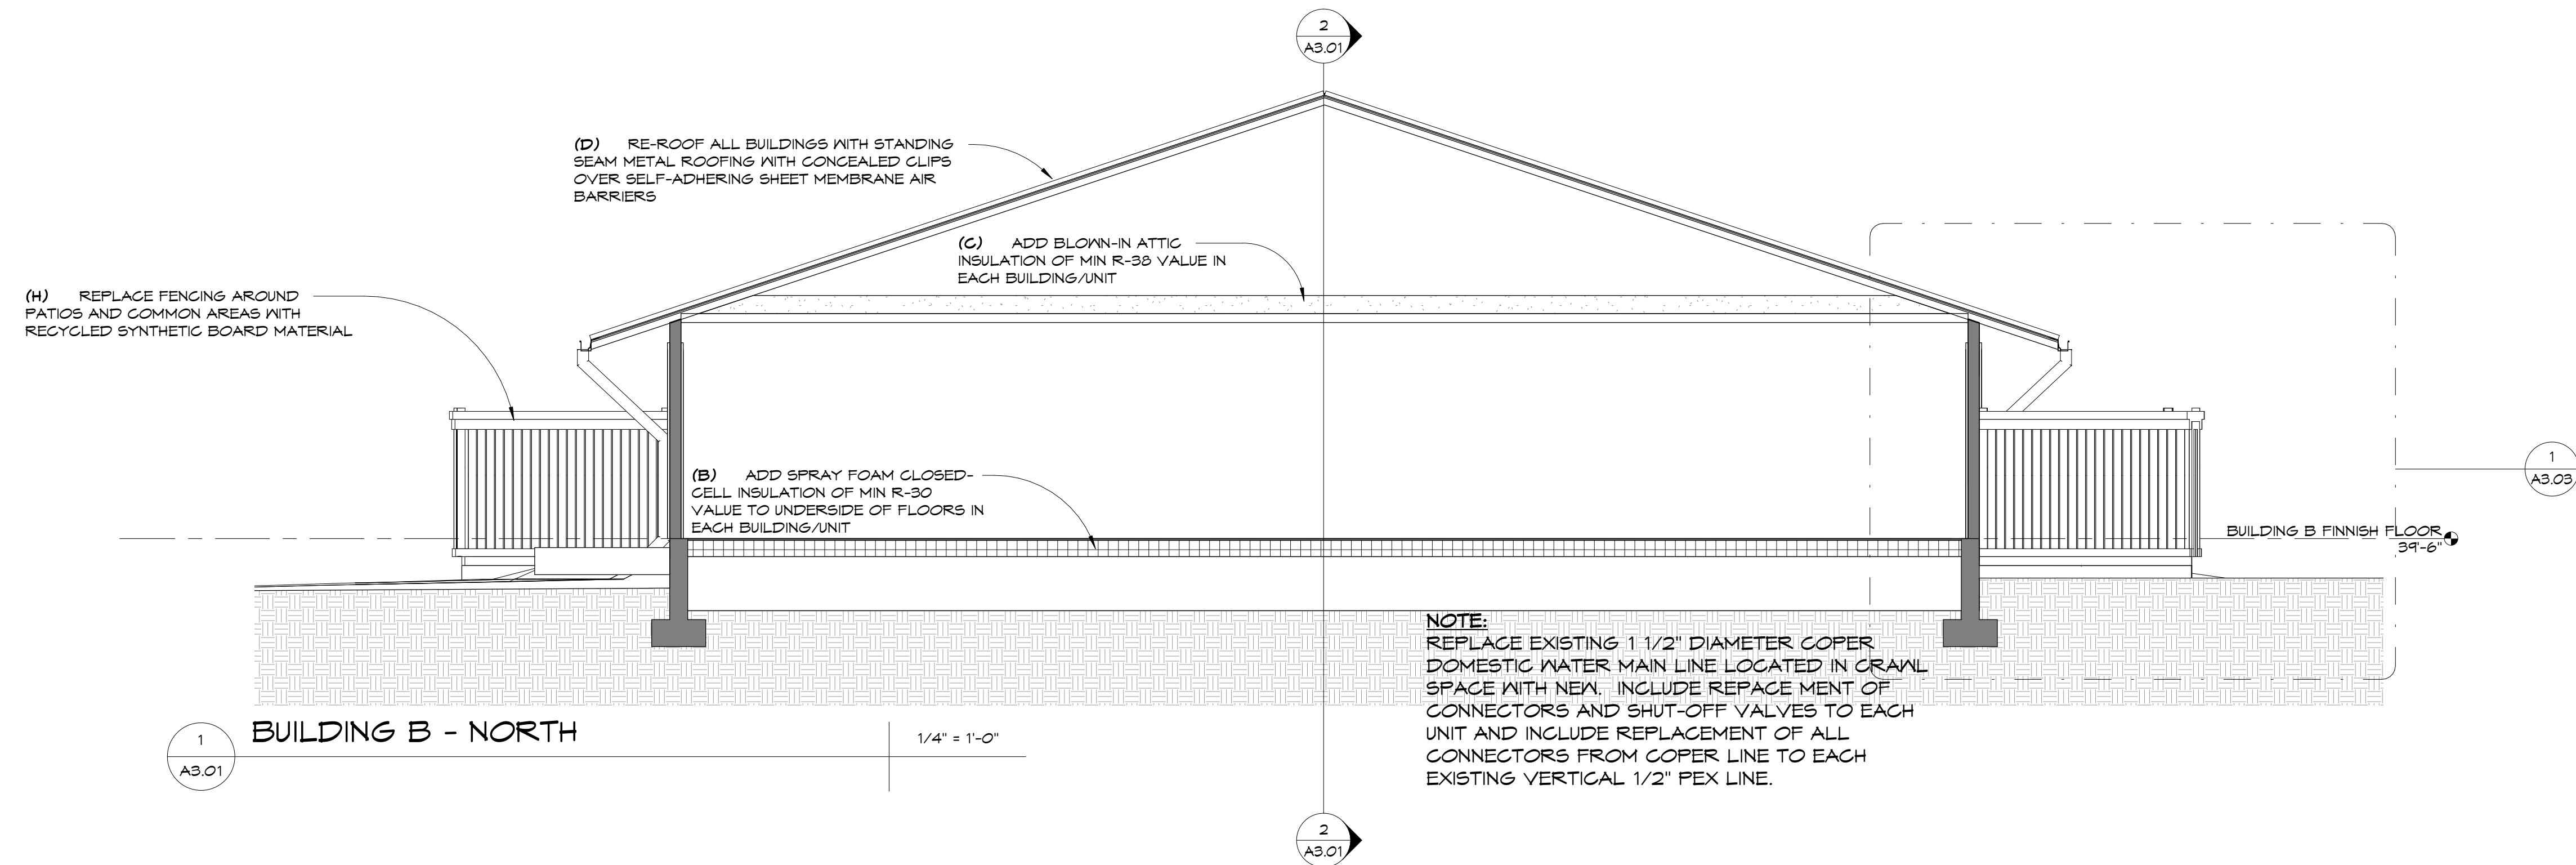 2
A3.01
(D) RE-ROOF ALL BUILDINGS WITH STANDING
SEAM METAL ROOFING WITH CONCEALED CLIPS
OVER SELF-ADHERING SHEET MEMBRANE AIR
BARRIERS
(C) ADD BLOWN-IN ATTIC
INSULATION OF MIN R-38 VALUE IN
EACH BUILDING/UNIT
(H) REPLACE FENCING AROUND
PATIOS AND COMMON AREAS WITH
RECYCLED SYNTHETIC BOARD MATERIAL
(B) ADD SPRAY FOAM CLOSED-
CELL INSULATION OF MIN R-30
VALUE TO UNDERSIDE OF FLOORS IN
EACH BUILDING/UNIT
1
A3.03
BUILDING B FINNISH FLOOR
39'-6"
NOTE:
REPLACE EXISTING 1 1/2" DIAMETER COPER
DOMESTIC WATER MAIN LINE LOCATED IN CRAWL
SPACE WITH NEW. INCLUDE REPACE MENT OF
CONNECTORS AND SHUT-OFF VALVES TO EACH
UNIT AND INCLUDE REPLACEMENT OF ALL
CONNECTORS FROM COPER LINE TO EACH
EXISTING VERTICAL 1/2" PEX LINE.
1
A3.01
BUILDING B - NORTH
1/4" = 1'-0"
2
A3.01